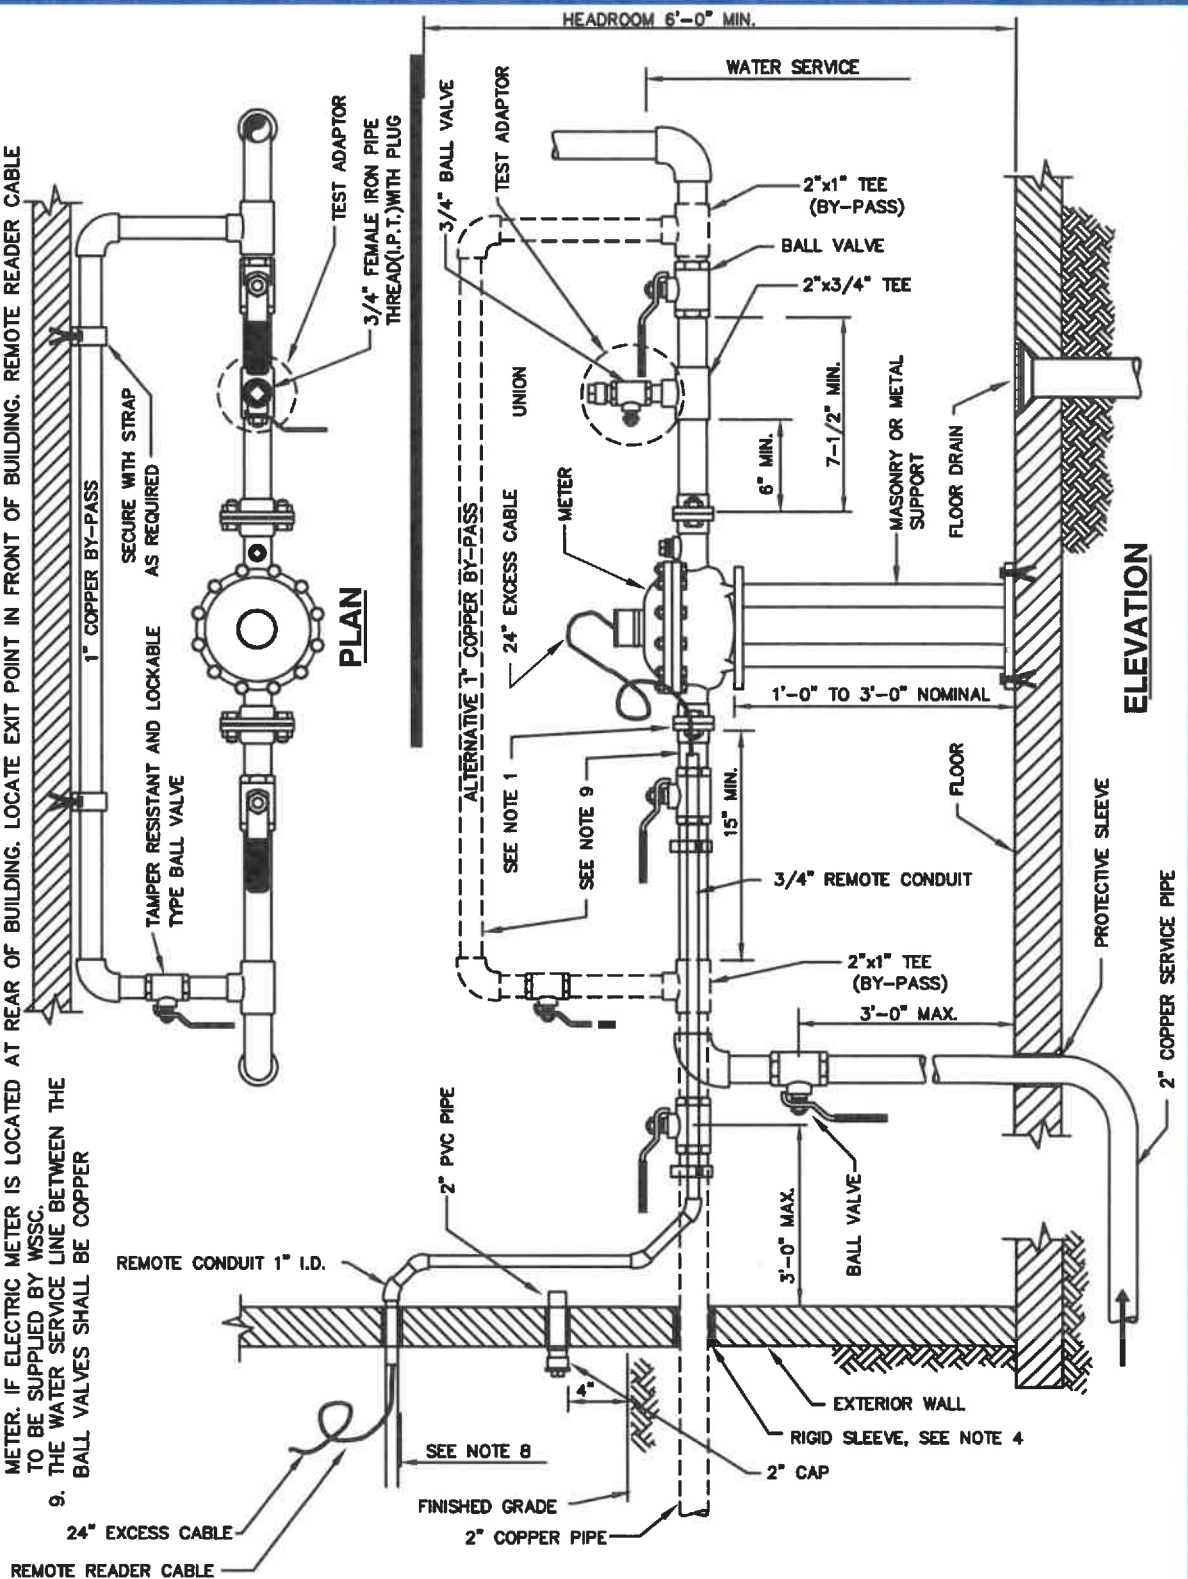 METER. IF ELECTRIC METER IS LOCATED AT REAR OF BUILDING. LOCATE EXIT POINT IN FRONT OF BUILDING. REMOTE READER CABLE
TO BE SUPPLIED BY WSSC.
9. THE WATER SERVICE LINE BETWEEN THE
BALL VALVES SHALL BE COPPER
1" COPPER BY-PASS
SECURE WITH STRAP
AS REQUIRED
TAMPER RESISTANT AND LOCKABLE
TYPE BALL VALVE
TEST ADAPTOR
3/4" FEMALE IRON PIPE
THREAD(I.P.T.)WITH PLUG
PLAN
HEADROOM 6'-0" MIN.
WATER SERVICE
3/4" BALL VALVE
TEST ADAPTOR
2"x1" TEE
(BY-PASS)
BALL VALVE
2"x3/4" TEE
UNION
7-1/2" MIN.
6" MIN.
MASONRY OR METAL
SUPPORT
FLOOR DRAIN
METER
24" EXCESS CABLE
ALTERNATIVE 1" COPPER BY-PASS
ELEVATION
1'-0" TO 3'-0" NOMINAL
SEE NOTE 1
SEE NOTE 9
15" MIN.
FLOOR
3/4" REMOTE CONDUIT
PROTECTIVE SLEEVE
2"x1" TEE
(BY-PASS)
3'-0" MAX.
2" COPPER SERVICE PIPE
2" PVC PIPE
BALL VALVE
3'-0" MAX.
REMOTE CONDUIT 1" I.D.
4"
EXTERIOR WALL
RIGID SLEEVE, SEE NOTE 4
SEE NOTE 8
2" CAP
FINISHED GRADE
2" COPPER PIPE
24" EXCESS CABLE
REMOTE READER CABLE